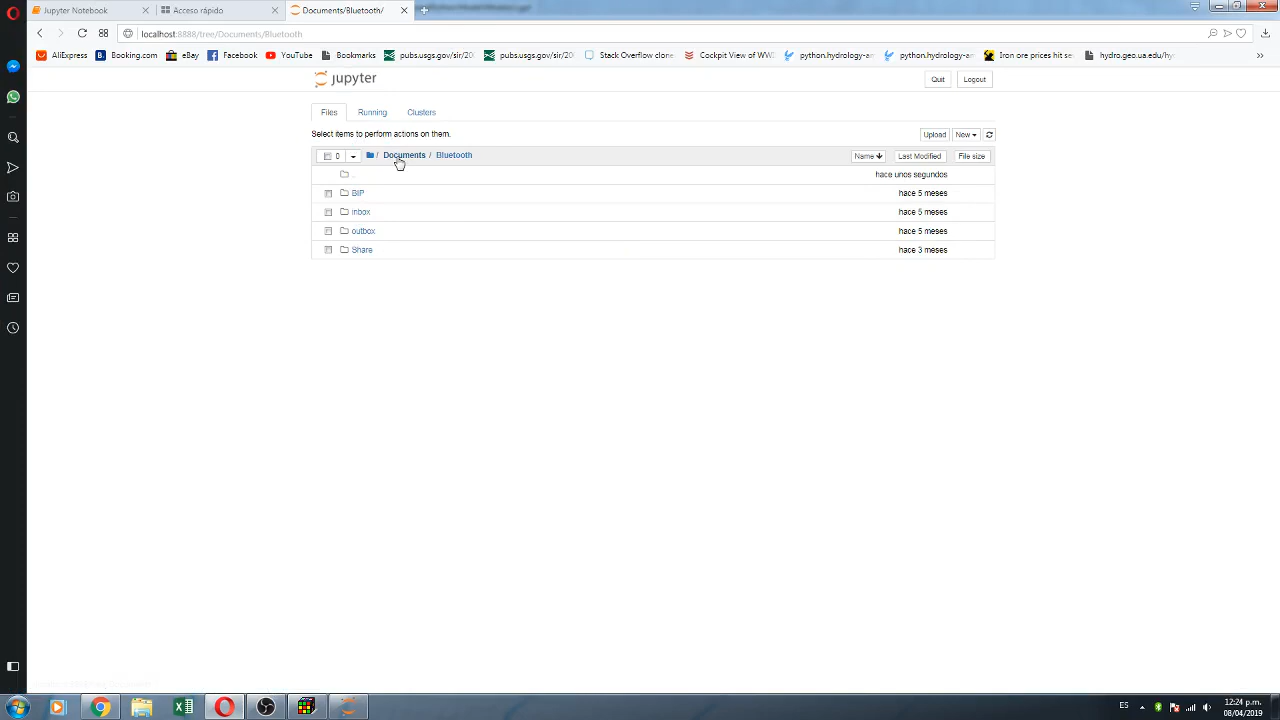 Jupyter Notebook
Acceso rápido
Documents/Bluetooth/
localhost:8888/tree/Documents/Bluetooth
AliExpress
Booking.com
eBay
Facebook
YouTube
Bookmarks
pubs.usgs.gov/sir/20
pubs.usgs.gov/sir/20
Stack Overflow clone
Bulkpit view of WW
python.hydrology-am
python.hydrology-am
Iron ore prices hit se
hydro.geo.ua.edu/hy
jupyter
Quit
Logout
Files
Running
Clusters
Select items to perform actions on them.
Upload
New
0
/ Documents / Bluetooth
Name
Last Modified
File size
..
hace unos segundos
BIP
hace 5 meses
inbox
hace 5 meses
outbox
hace 5 meses
Share
hace 3 meses
ES
12:24 p.m.
08/04/2019